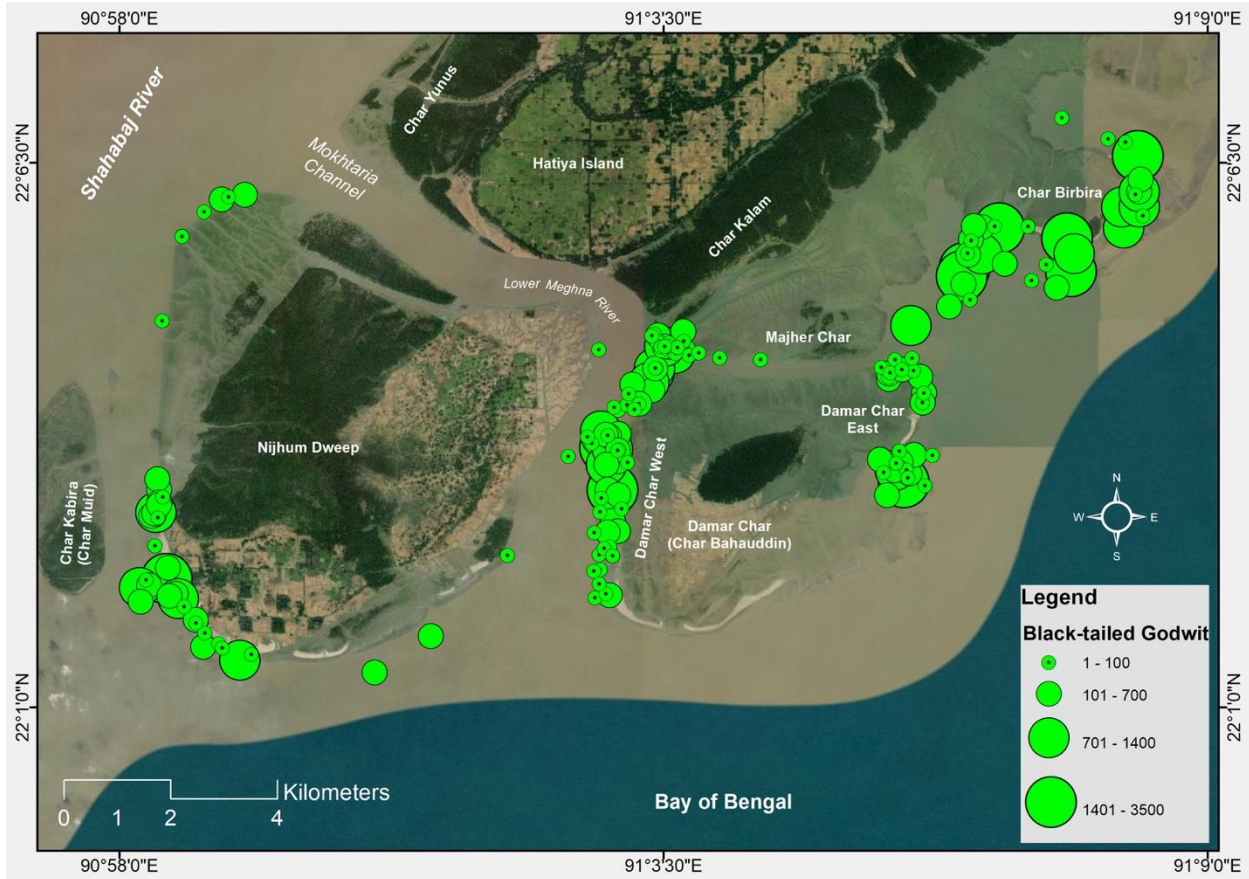 90°58'0"E
91°3'30"E
91°9'0"E
Shahabaj River
Char Yunus
Mokhtaria
Channel
Hatiya Island
22°6'30"N
22°6'30"N
Char Birbira
Char Kalam
Lower Meghna
River
Majher Char
Damar Char
East
Nijhum Dweep
Char Kabira
(Char Muid)
Damar Char West
Damar Char
(Char Bahauddin)
N
W
E
S
Legend
Black-tailed Godwit
1 - 100
101 - 700
701 - 1400
1401 - 3500
22°1'0"N
22°1'0"N
Kilometers
0 1 2 4
Bay of Bengal
90°58'0"E
91°3'30"E
91°9'0"E